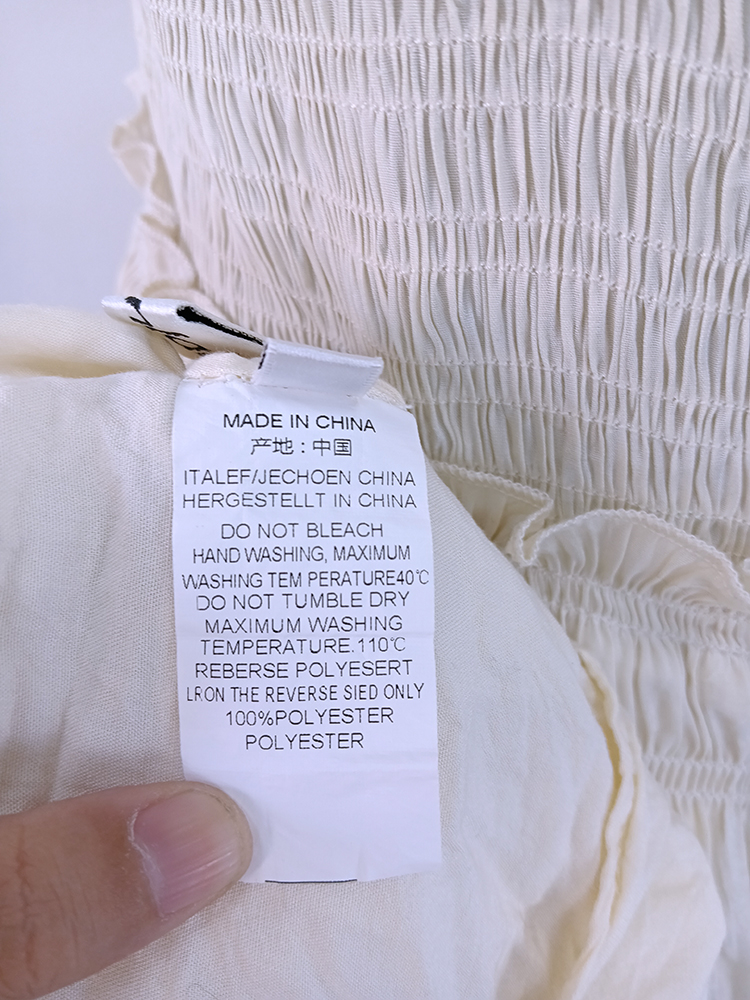 MADE IN CHINA
产地:中国
ITALEF/JECHOEN CHINA
HERGESTELLT IN CHINA
DO NOT BLEACH
HAND WASHING, MAXIMUM
WASHING TEM PERATURE40℃
DO NOT TUMBLE DRY
MAXIMUM WASHING
TEMPERATURE.110℃
REBERSE POLYESERT
LRON THE REVERSE SIED ONLY
100%POLYESTER
POLYESTER